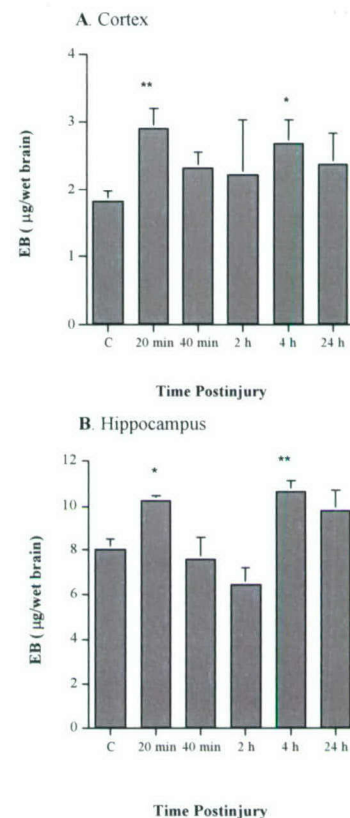 A. Cortex
4
**
*
3
EB ( µg/wet brain)
2
1
0
C 20 min 40 min 2 h 4 h 24 h
Time Postinjury
B. Hippocampus
12
*
**
10
8
EB ( µg/wet brain)
6
4
2
0
C 20 min 40 min 2 h 4 h 24 h
Time Postinjury